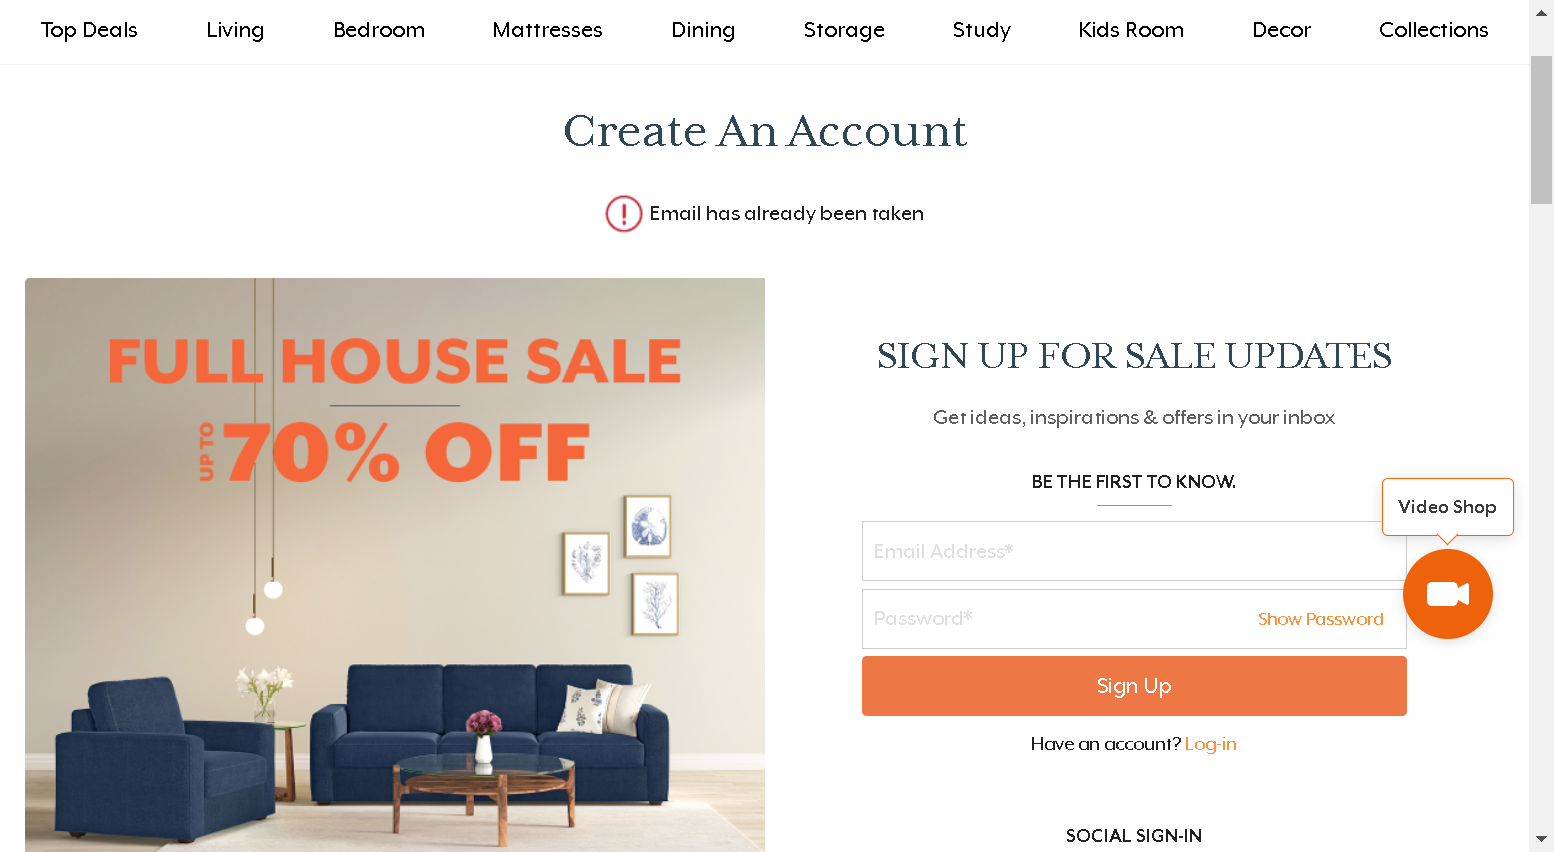 Top Deals Living Bedroom Mattresses Dining Storage Study Kids Room Decor Collections
Create An Account
Email has already been taken
FULL HOUSE SALE
UP TO 70% OFF
SIGN UP FOR SALE UPDATES
Get ideas, inspirations & offers in your inbox
BE THE FIRST TO KNOW.
Video Shop
Email Address*
Password* Show Password
Sign Up
Have an account? Log-in
SOCIAL SIGN-IN